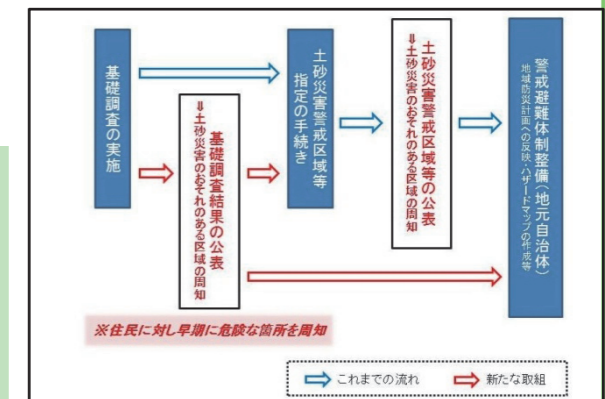 基礎調査の実施
基礎調査結果の公表
⇒土砂災害のおそれのある区域の周知
土砂災害警戒区域等
指定の手続き
土砂災害警戒区域等の公表
⇒土砂災害のおそれのある区域の周知
警戒避難体制整備(地元自治体)
地域防災計画への反映・ハザードマップの作成等
※住民に対し早期に危険な箇所を周知
これまでの流れ
新たな取組